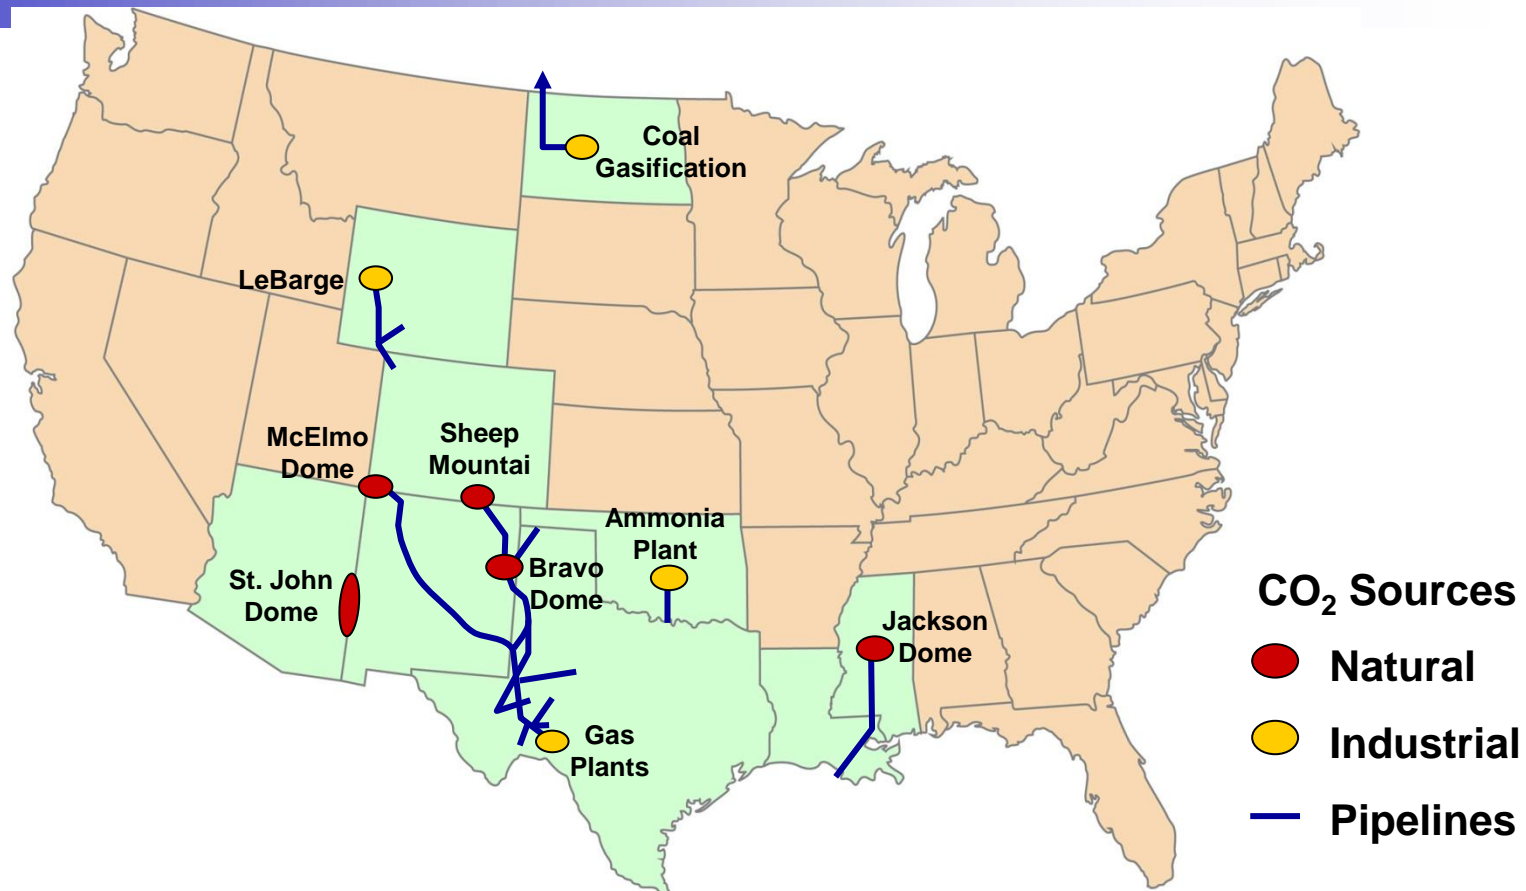 Coal
Gasification
LeBarge
McElmo
Dome
Sheep
Mountai
Ammonia
Plant
St. John
Dome
Bravo
Dome
Jackson
Dome
Gas
Plants
CO₂ Sources
Natural
Industrial
Pipelines